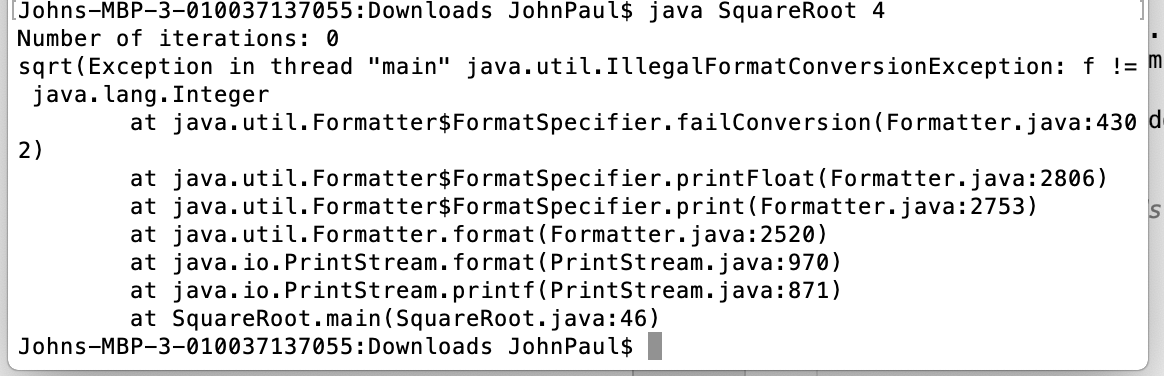 [Johns-MBP-3-010037137055:Downloads JohnPaul$ java SquareRoot 4 ]
Number of iterations: 0
sqrt(Exception in thread "main" java.util.IllegalFormatConversionException: f !=
 java.lang.Integer
        at java.util.Formatter$FormatSpecifier.failConversion(Formatter.java:430
2)
        at java.util.Formatter$FormatSpecifier.printFloat(Formatter.java:2806)
        at java.util.Formatter$FormatSpecifier.print(Formatter.java:2753)
        at java.util.Formatter.format(Formatter.java:2520)
        at java.io.PrintStream.format(PrintStream.java:970)
        at java.io.PrintStream.printf(PrintStream.java:871)
        at SquareRoot.main(SquareRoot.java:46)
Johns-MBP-3-010037137055:Downloads JohnPaul$